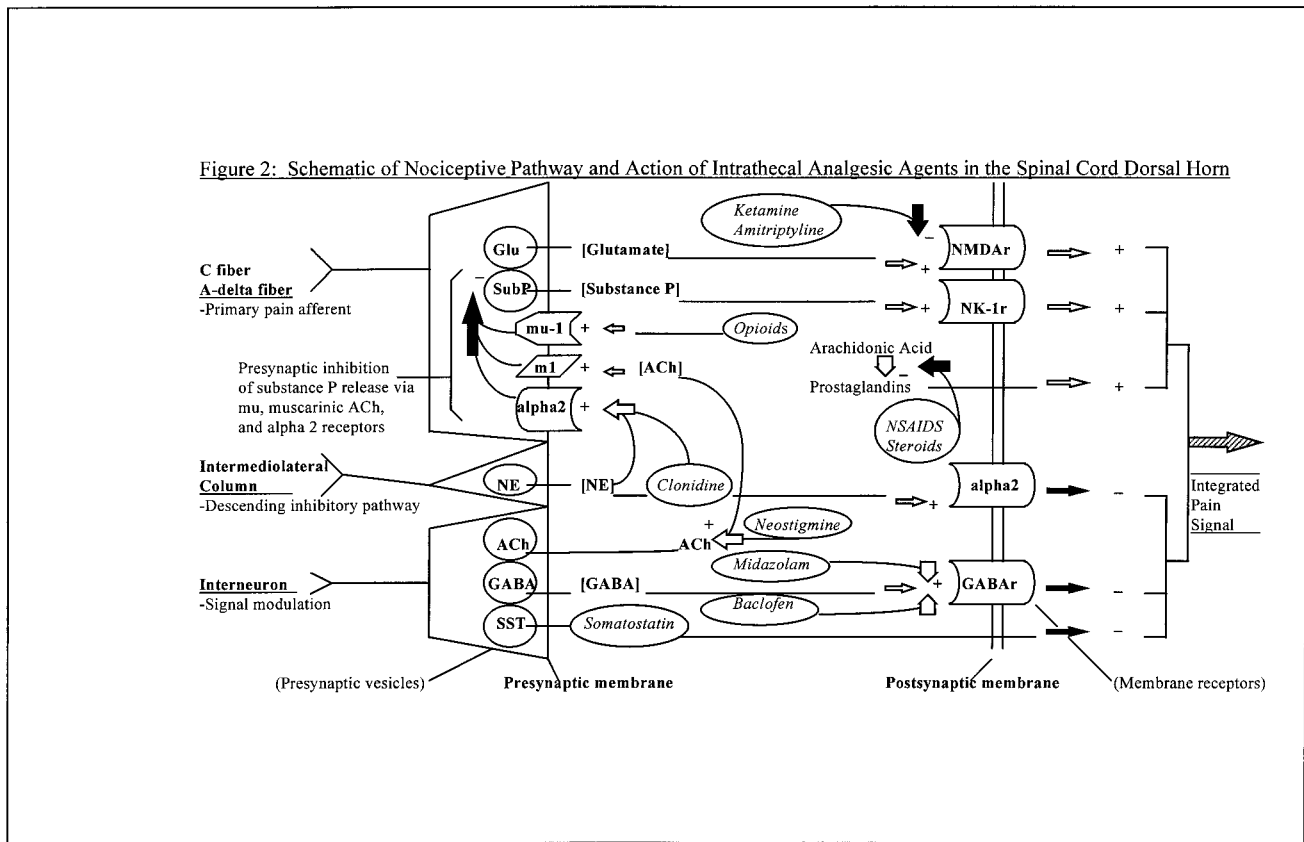 Figure 2: Schematic of Nociceptive Pathway and Action of Intrathecal Analgesic Agents in the Spinal Cord Dorsal Horn
Ketamine
Amitriptyline
Glu
[Glutamate]
−
NMDAr
+
+
C fiber
A-delta fiber
-Primary pain afferent
−
SubP
[Substance P]
+
NK-1r
+
mu-1
+
Opioids
Arachidonic Acid
−
Prostaglandins
+
m1
+
[ACh]
Presynaptic inhibition
of substance P release via
mu, muscarinic ACh,
and alpha 2 receptors
alpha2
+
NSAIDS
Steroids
Intermediolateral
Column
-Descending inhibitory pathway
NE
[NE]
Clonidine
+
alpha2
−
Integrated
Pain
Signal
ACh
+
ACh
Neostigmine
Midazolam
Interneuron
-Signal modulation
GABA
[GABA]
+
GABAr
−
Baclofen
SST
Somatostatin
−
(Presynaptic vesicles)
Presynaptic membrane
Postsynaptic membrane
(Membrane receptors)